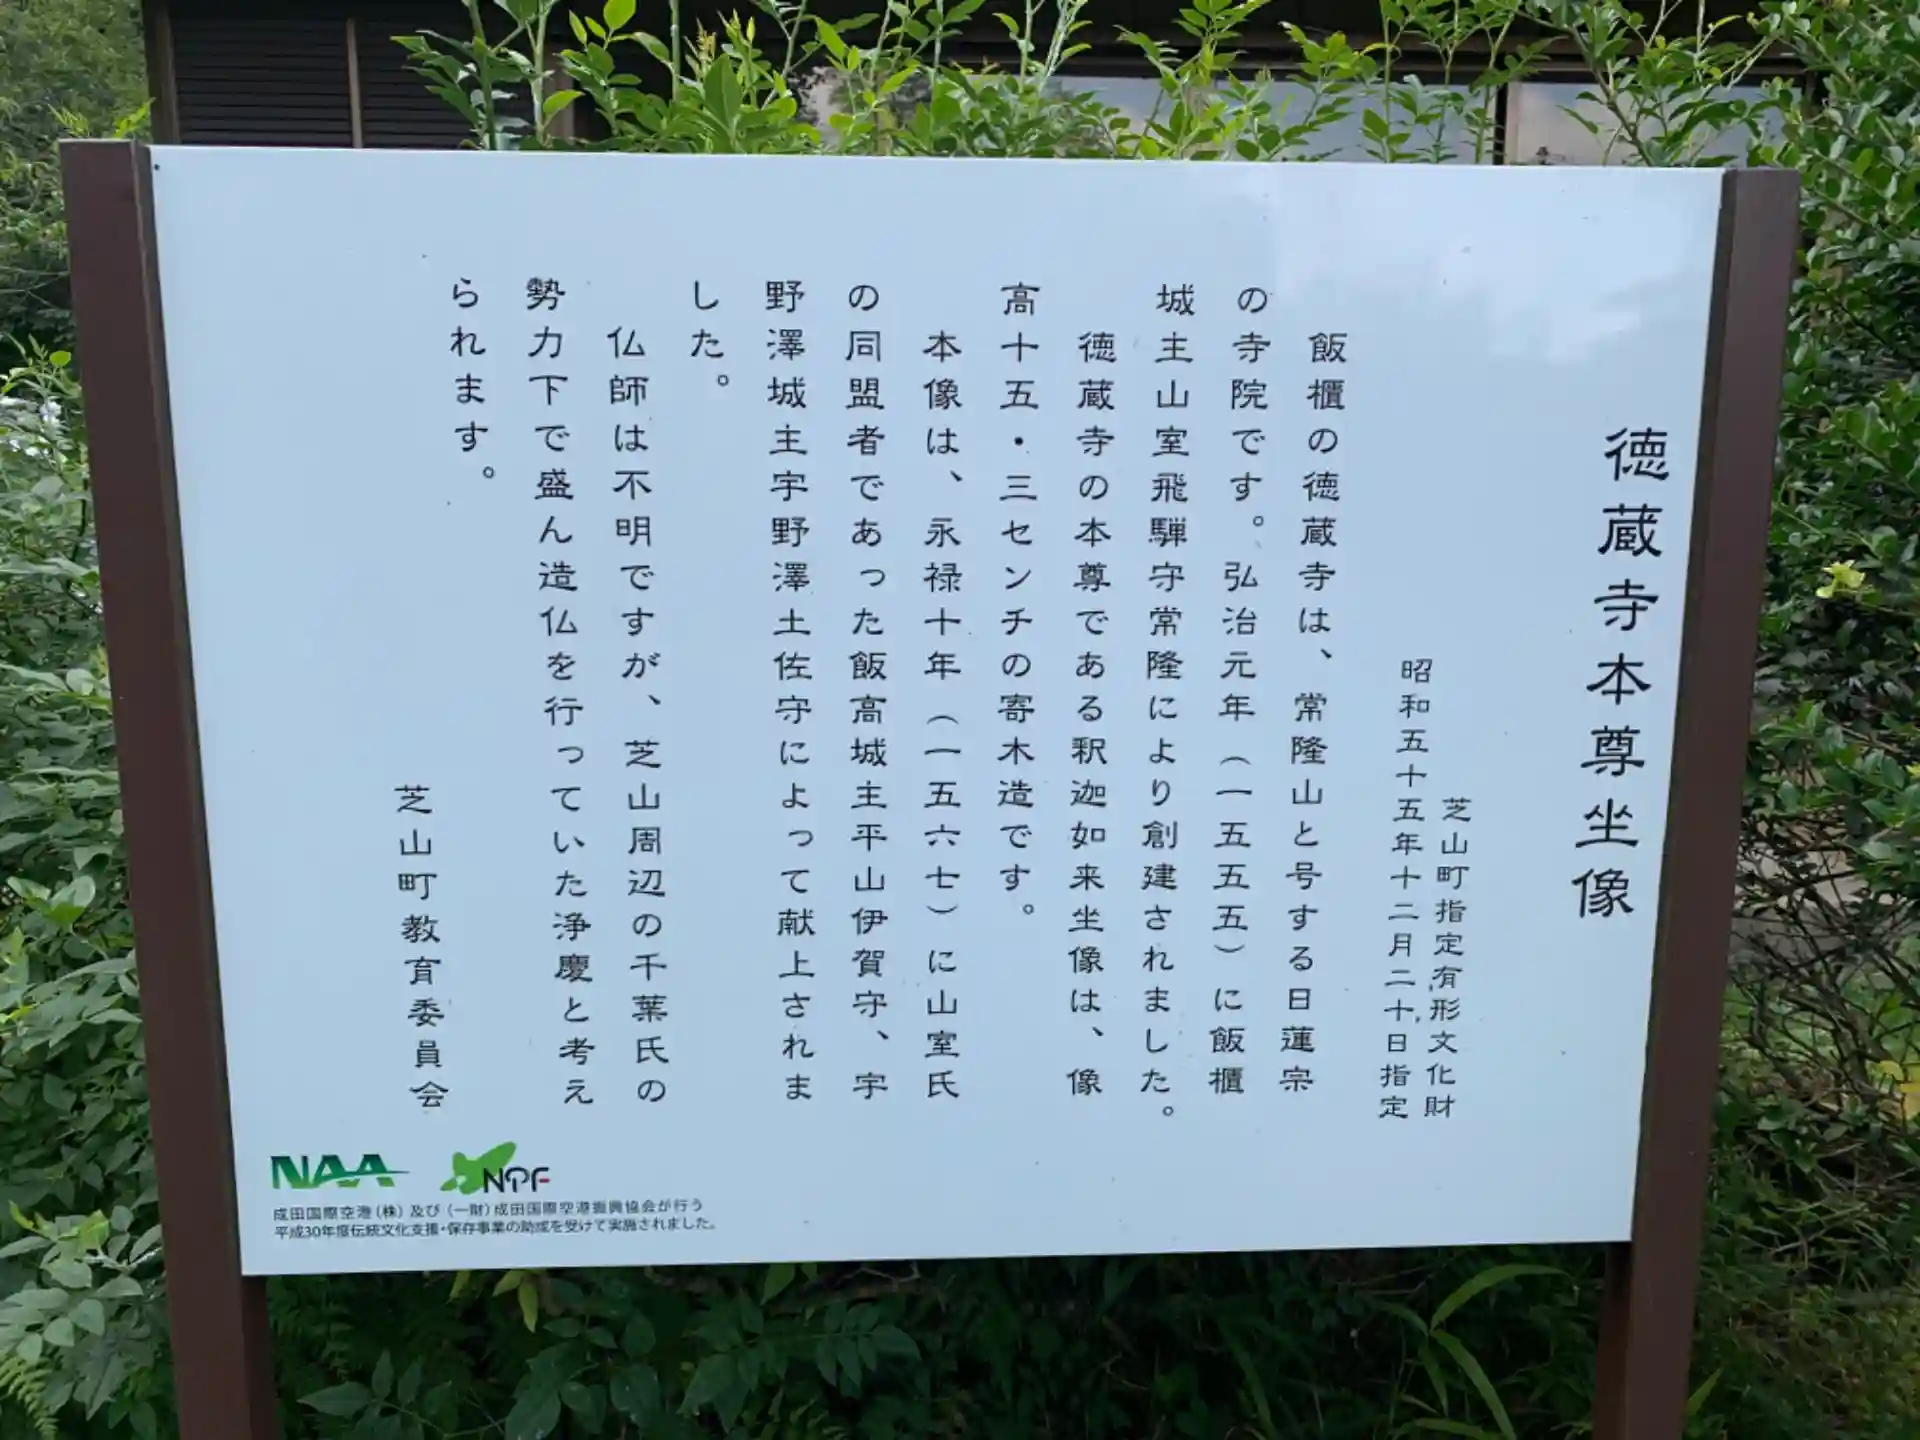 徳蔵寺本尊坐像
芝山町指定有形文化財
昭和五十五年十二月二十日指定
飯櫃の徳蔵寺は、常隆山と号する日蓮宗
の寺院です。弘治元年（一五五五）に飯櫃
城主山室飛騨守常隆により創建されました。
徳蔵寺の本尊である釈迦如来坐像は、像
高十五・三センチの寄木造です。
本像は、永禄十年（一五六七）に山室氏
の同盟者であった飯高城主平山伊賀守、宇
野澤城主宇野澤土佐守によって献上されま
した。
仏師は不明ですが、芝山周辺の千葉氏の
勢力下で盛ん造仏を行っていた浄慶と考え
られます。
芝山町教育委員会
NAA
NPF
成田国際空港（株）及び（一財）成田国際空港振興協会が行う
平成30年度伝統文化支援・保存事業の助成を受けて実施されました。